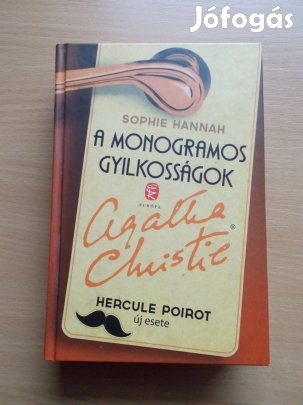 Jófogás
SOPHIE HANNAH
A MONOGRAMOS
GYILKOSSÁGOK
EURÓPA
Agatha
Christie®
HERCULE POIROT
új esete